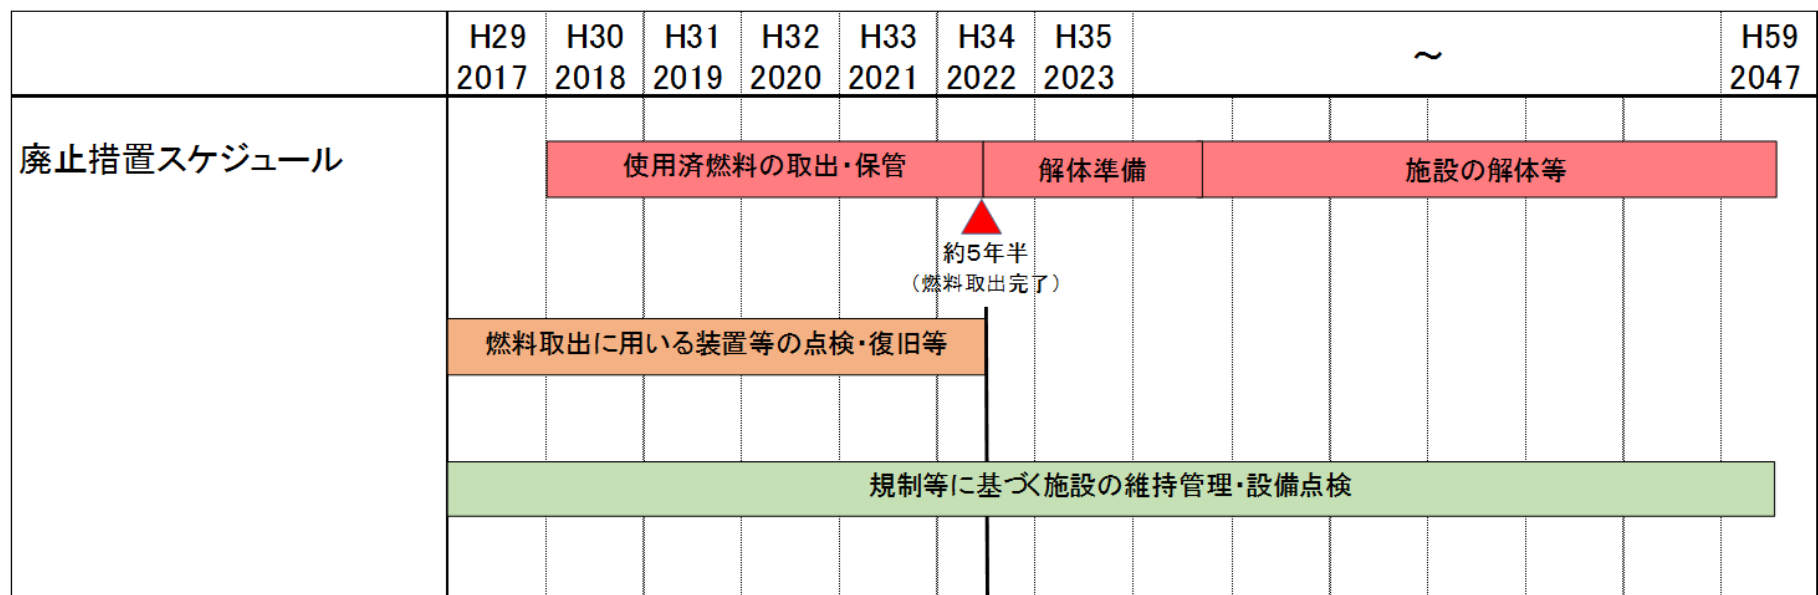 H29 H30 H31 H32 H33 H34 H35 ～ H59
2017 2018 2019 2020 2021 2022 2023 2047
廃止措置スケジュール
使用済燃料の取出・保管 解体準備 施設の解体等
約5年半
（燃料取出完了）
燃料取出に用いる装置等の点検・復旧等
規制等に基づく施設の維持管理・設備点検